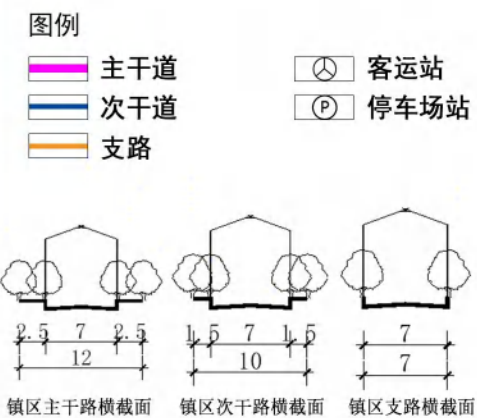 图例
主干道
客运站
次干道
P 停车场站
支路
2.5 7 2.5
12
1.5 7 1.5
10
7
7
镇区主干路横截面
镇区次干路横截面
镇区支路横截面